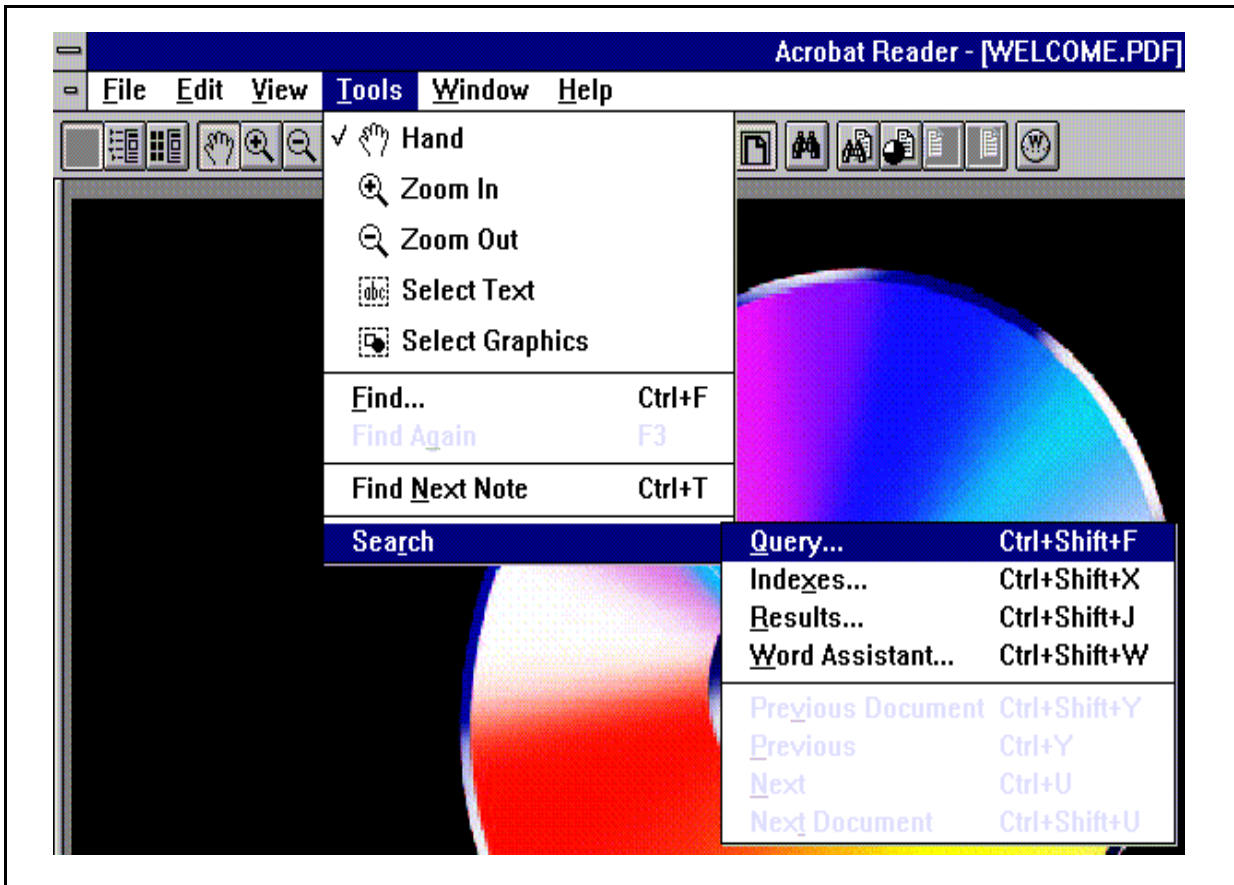 Acrobat Reader - [WELCOME.PDF]
File Edit View Tools Window Help
Hand
Zoom In
Zoom Out
abc Select Text
Select Graphics
Find... Ctrl+F
Find Again F3
Find Next Note Ctrl+T
Search
Query... Ctrl+Shift+F
Indexes... Ctrl+Shift+X
Results... Ctrl+Shift+J
Word Assistant... Ctrl+Shift+W
Previous Document Ctrl+Shift+Y
Previous Ctrl+Y
Next Ctrl+U
Next Document Ctrl+Shift+U